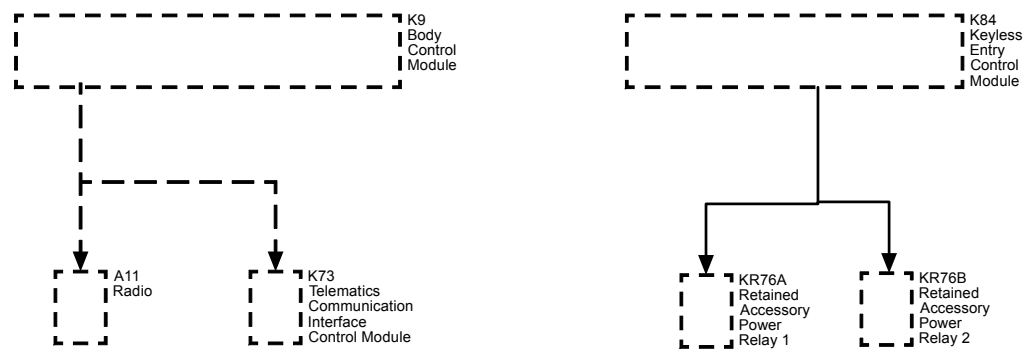 K9
Body
Control
Module
K84
Keyless
Entry
Control
Module
A11
Radio
K73
Telematics
Communication
Interface
Control Module
KR76A
Retained
Accessory
Power
Relay 1
KR76B
Retained
Accessory
Power
Relay 2